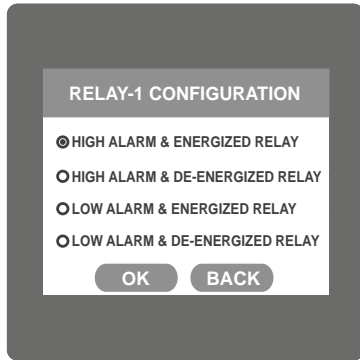 RELAY-1 CONFIGURATION
HIGH ALARM & ENERGIZED RELAY
HIGH ALARM & DE-ENERGIZED RELAY
LOW ALARM & ENERGIZED RELAY
LOW ALARM & DE-ENERGIZED RELAY
OK BACK